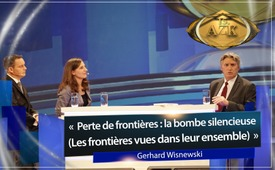 AZK
« Perte de frontières : la bombe silencieuse
(Les frontières vues dans leur ensemble) »
Gerhard Wisnewski